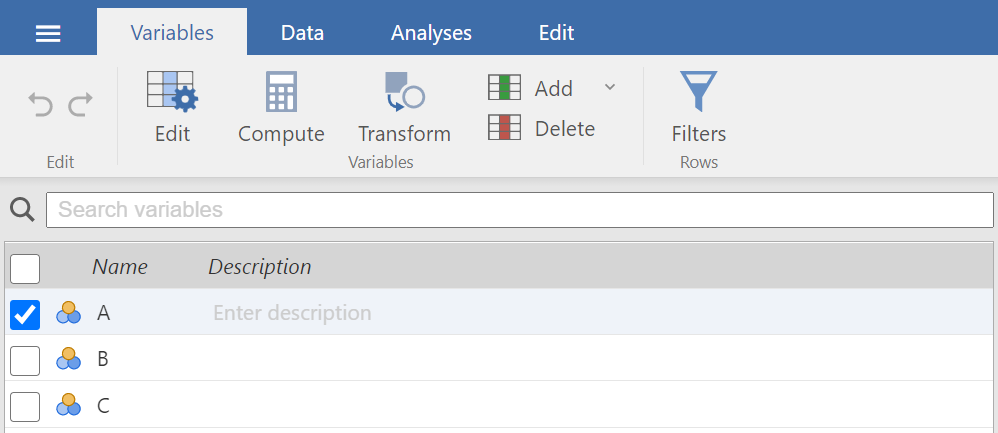 Variables Data Analyses Edit
Edit Compute Transform Add Delete Filters
Edit Variables Rows
Search variables
Name Description
A Enter description
B
C